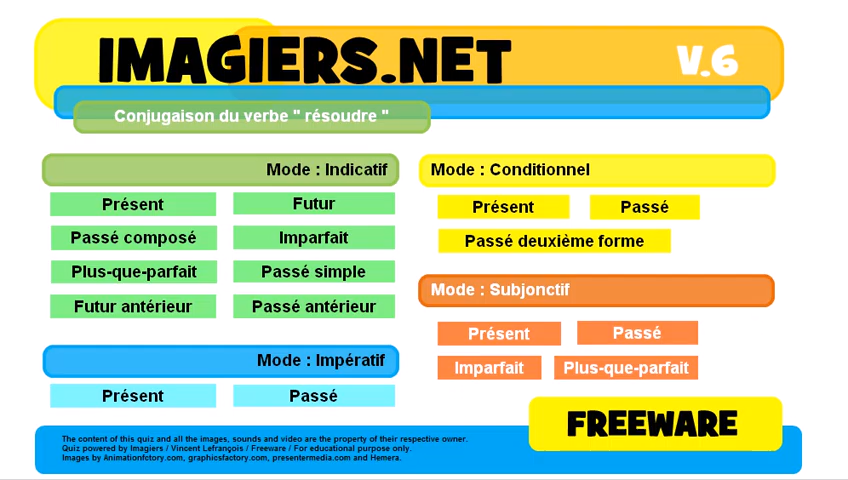 IMAGIERS.NET
V.6
Conjugaison du verbe " résoudre "
Mode : Indicatif
Présent
Futur
Passé composé
Imparfait
Plus-que-parfait
Passé simple
Futur antérieur
Passé antérieur
Mode : Impératif
Présent
Passé
Mode : Conditionnel
Présent
Passé
Passé deuxième forme
Mode : Subjonctif
Présent
Passé
Imparfait
Plus-que-parfait
FREEWARE
The content of this quiz and all the images, sounds and video are the property of their respective owner.
Quiz powered by Imagiers / Vincent Lefrançois / Freeware / For educational purpose only.
Images by Animationfctory.com, graphicsfactory.com, presentermedia.com and Hemera.